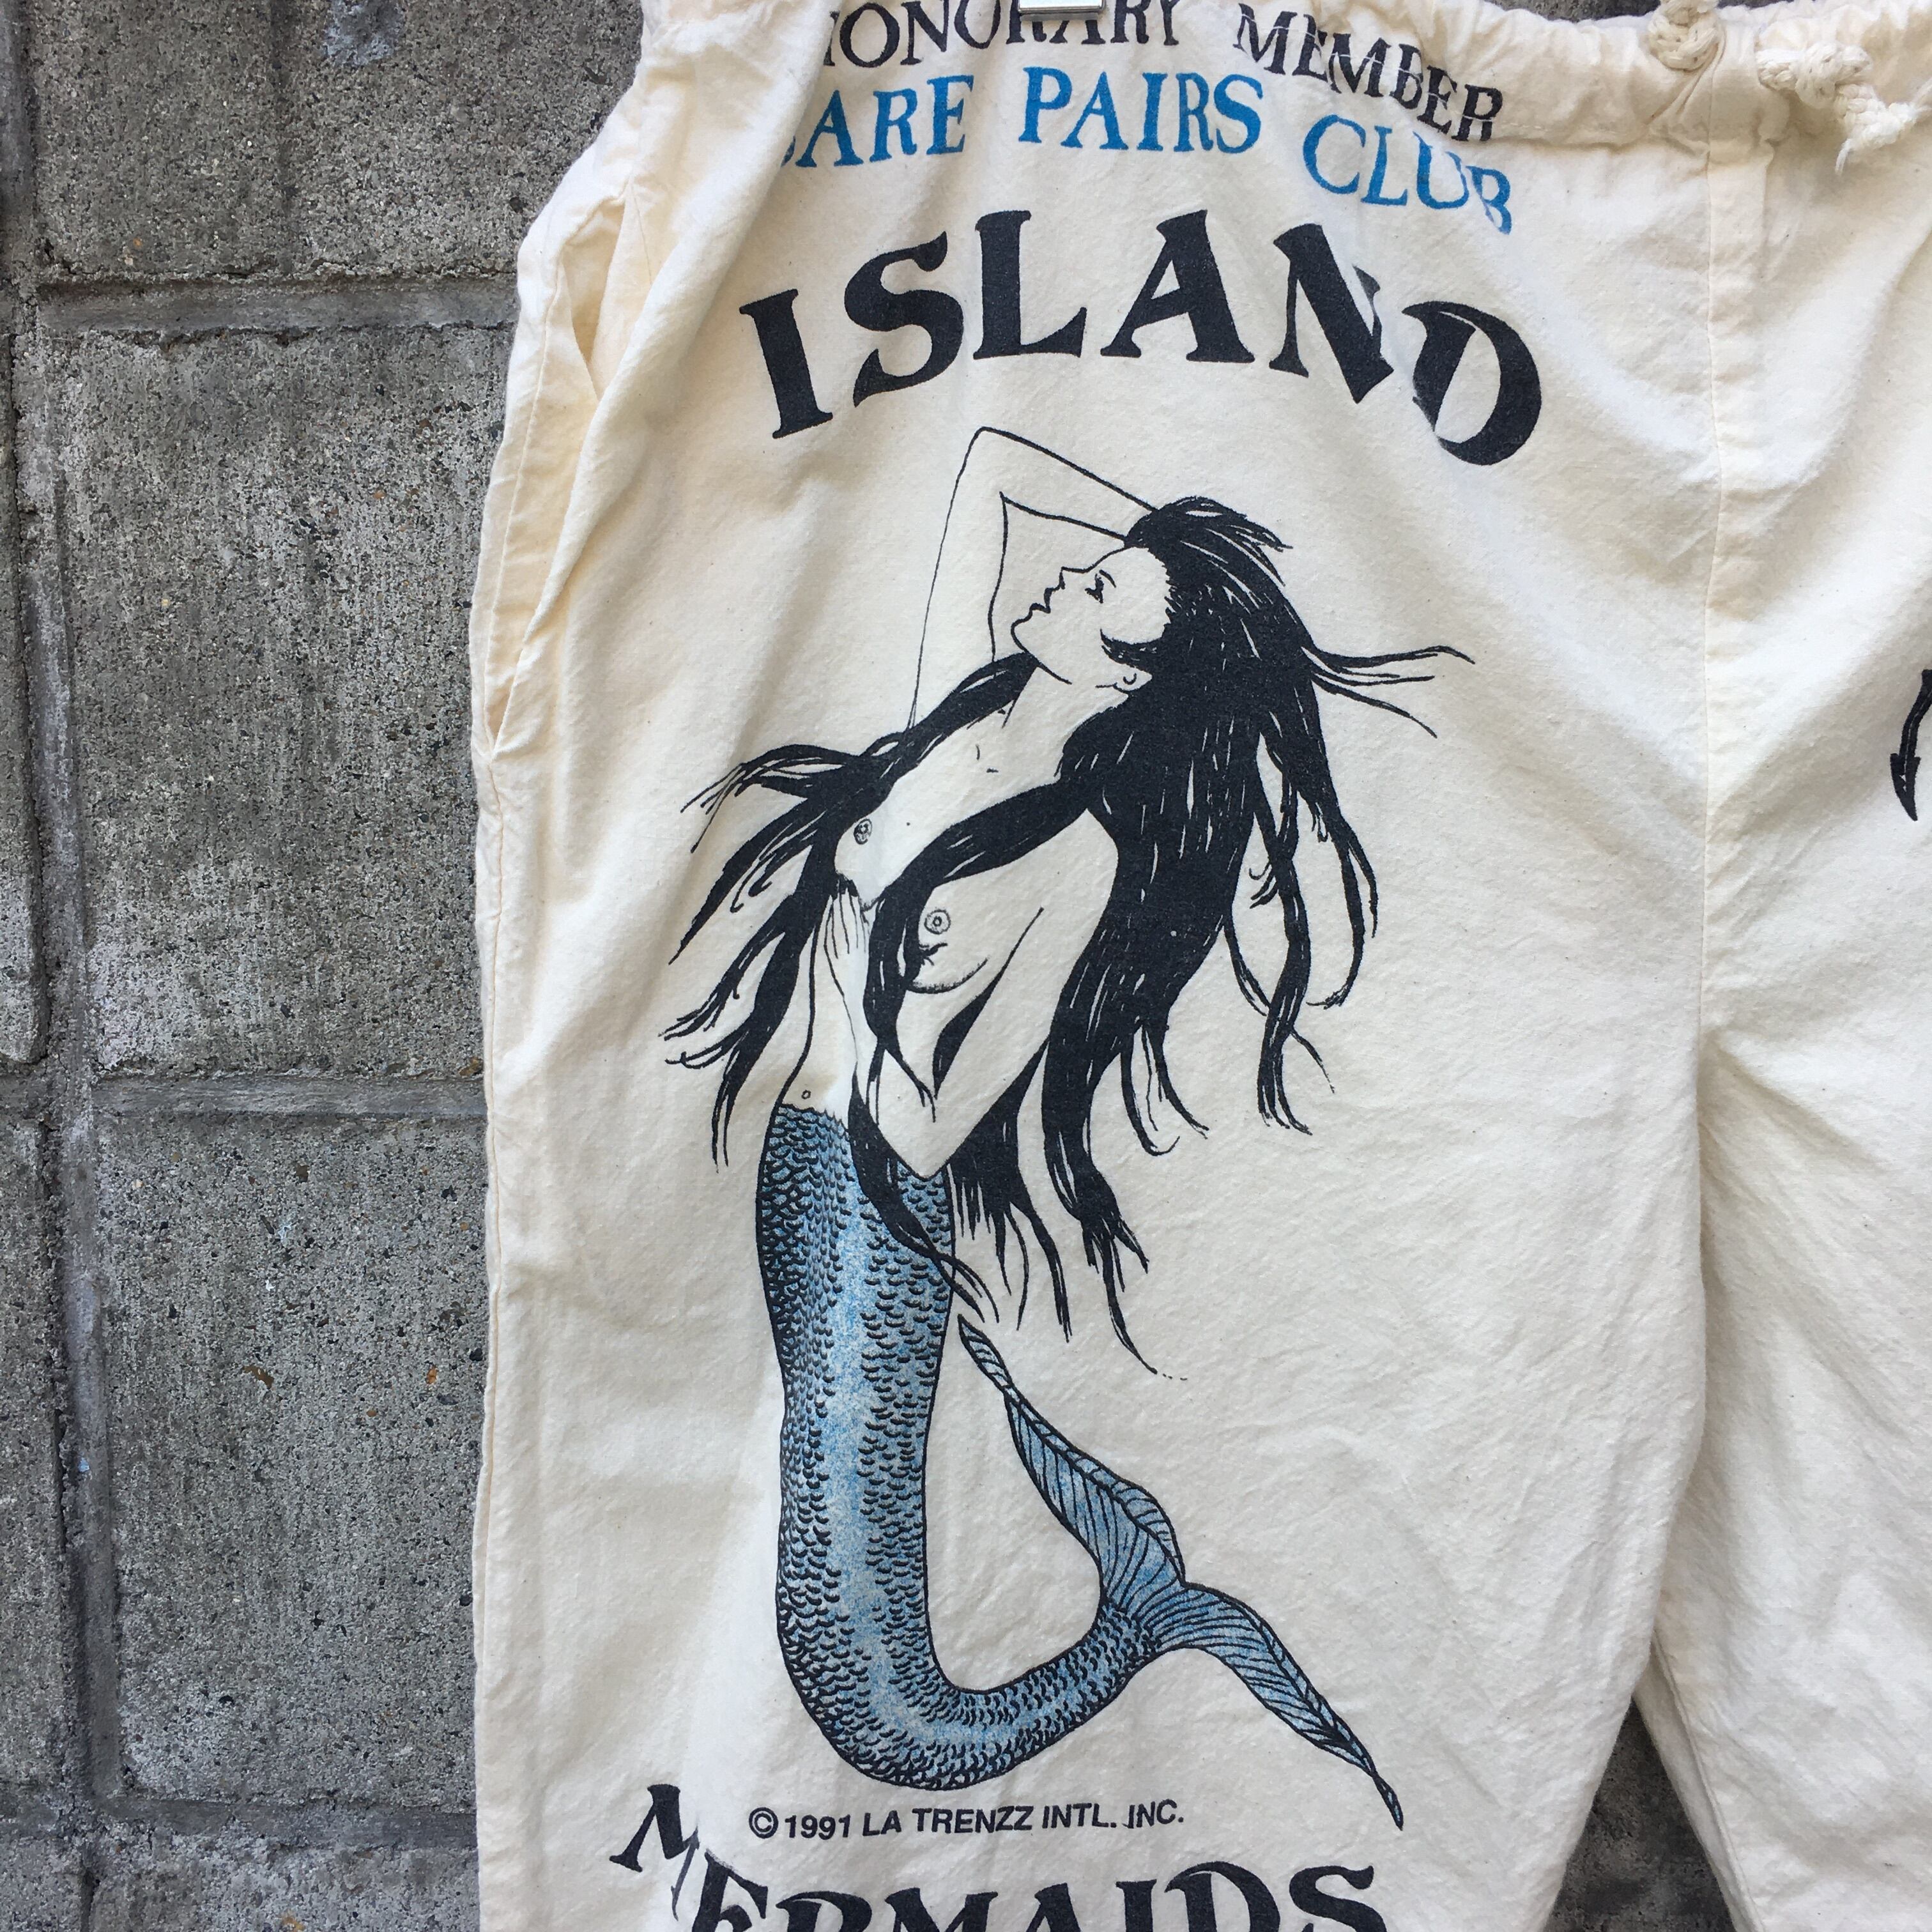 HONORARY MEMBER
BARE PAIRS CLUB
ISLAND
©1991 LA TRENZZ INTL. INC.
MERMAIDS